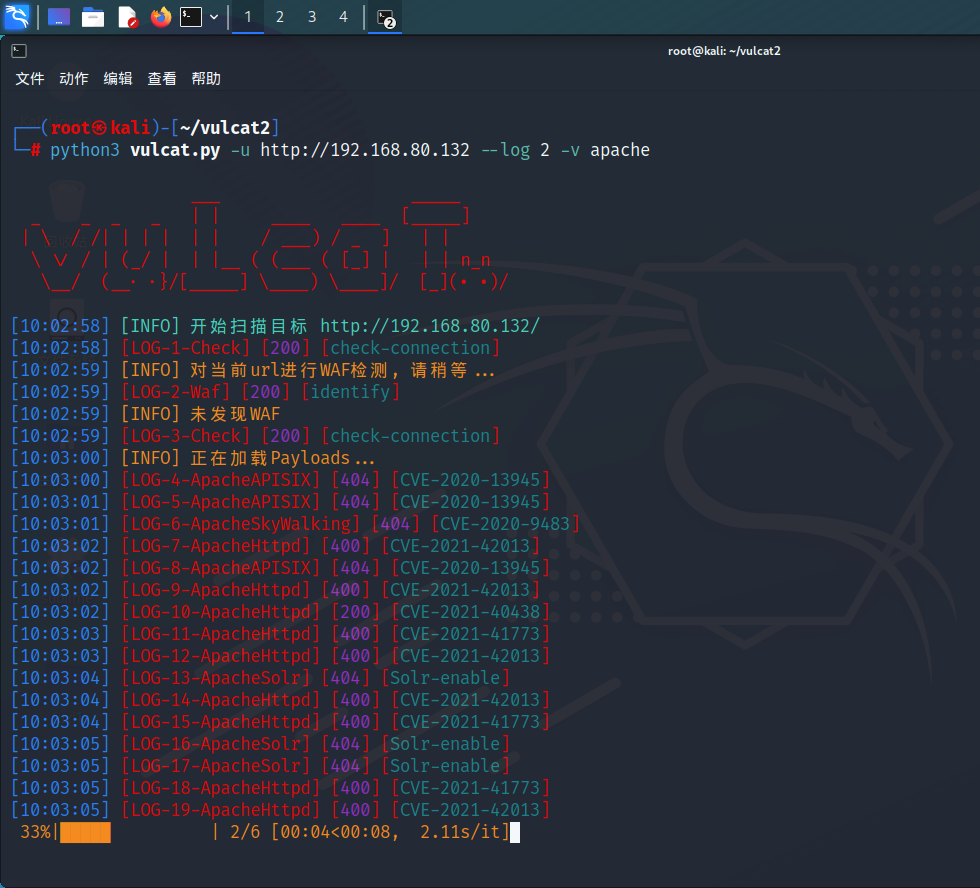 1 2 3 4 2
root@kali: ~/vulcat2
文件 动作 编辑 查看 帮助
┌──(root㉿kali)-[~/vulcat2]
└─# python3 vulcat.py -u http://192.168.80.132 --log 2 -v apache
[10:02:58] [INFO] 开始扫描目标 http://192.168.80.132/
[10:02:58] [LOG-1-Check] [200] [check-connection]
[10:02:59] [INFO] 对当前url进行WAF检测, 请稍等...
[10:02:59] [LOG-2-Waf] [200] [identify]
[10:02:59] [INFO] 未发现WAF
[10:02:59] [LOG-3-Check] [200] [check-connection]
[10:03:00] [INFO] 正在加载Payloads...
[10:03:00] [LOG-4-ApacheAPISIX] [404] [CVE-2020-13945]
[10:03:01] [LOG-5-ApacheAPISIX] [404] [CVE-2020-13945]
[10:03:01] [LOG-6-ApacheSkyWalking] [404] [CVE-2020-9483]
[10:03:02] [LOG-7-ApacheHttpd] [400] [CVE-2021-42013]
[10:03:02] [LOG-8-ApacheAPISIX] [404] [CVE-2020-13945]
[10:03:02] [LOG-9-ApacheHttpd] [400] [CVE-2021-42013]
[10:03:02] [LOG-10-ApacheHttpd] [200] [CVE-2021-40438]
[10:03:03] [LOG-11-ApacheHttpd] [400] [CVE-2021-41773]
[10:03:03] [LOG-12-ApacheHttpd] [400] [CVE-2021-42013]
[10:03:04] [LOG-13-ApacheSolr] [404] [Solr-enable]
[10:03:04] [LOG-14-ApacheHttpd] [400] [CVE-2021-42013]
[10:03:04] [LOG-15-ApacheHttpd] [400] [CVE-2021-41773]
[10:03:05] [LOG-16-ApacheSolr] [404] [Solr-enable]
[10:03:05] [LOG-17-ApacheSolr] [404] [Solr-enable]
[10:03:05] [LOG-18-ApacheHttpd] [400] [CVE-2021-41773]
[10:03:05] [LOG-19-ApacheHttpd] [400] [CVE-2021-42013]
33%|█████          | 2/6 [00:04<00:08,  2.11s/it]